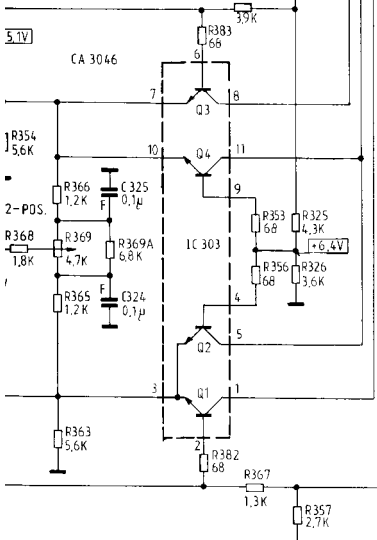 3,9K
R383
68
5,1V
CA 3046
6
7
8
Q3
R354
5,6K
10
Q4
11
R366
1,2K
C325
0,1µ
F
9
2-POS.
R368
1,8K
R369
4,7K
R369A
6,8K
IC 303
R353
68
R325
4,3K
+6,4V
R356
68
R326
3,6K
F
C324
0,1µ
R365
1,2K
4
Q2
5
3
Q1
1
R363
5,6K
2
R382
68
R367
1,3K
R357
2,7K